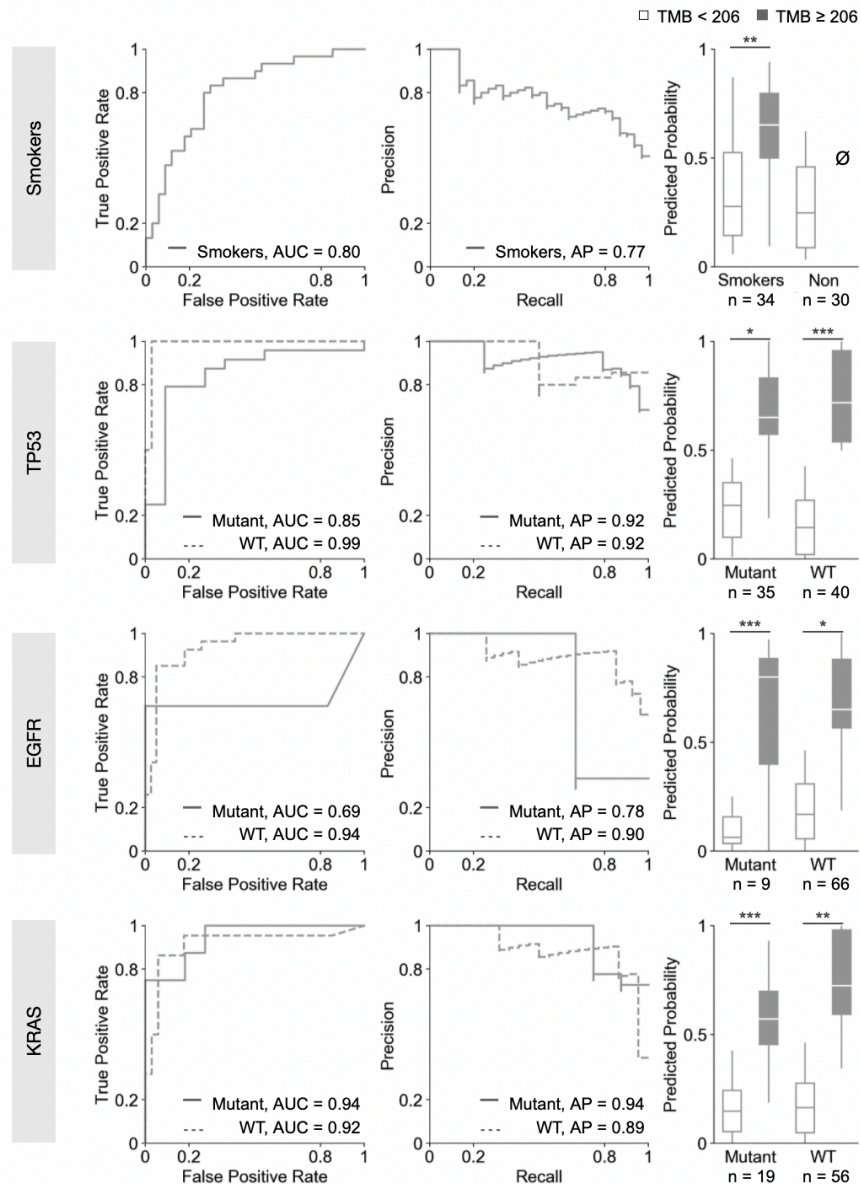 TMB < 206 TMB ≥ 206
Smokers
True Positive Rate
1
0.8
0.2
0
Smokers, AUC = 0.80
0 0.2 0.8 1
False Positive Rate
Precision
1
0.8
0.2
0
Smokers, AP = 0.77
0 0.2 0.8 1
Recall
Predicted Probability
1
0.5
0
**
Ø
Smokers Non
n = 34 n = 30
TP53
True Positive Rate
1
0.8
0.2
0
Mutant, AUC = 0.85
WT, AUC = 0.99
0 0.2 0.8 1
False Positive Rate
Precision
1
0.8
0.2
0
Mutant, AP = 0.92
WT, AP = 0.92
0 0.2 0.8 1
Recall
Predicted Probability
1
0.5
0
* ***
Mutant WT
n = 35 n = 40
EGFR
True Positive Rate
1
0.8
0.2
0
Mutant, AUC = 0.69
WT, AUC = 0.94
0 0.2 0.8 1
False Positive Rate
Precision
1
0.8
0.2
0
Mutant, AP = 0.78
WT, AP = 0.90
0 0.2 0.8 1
Recall
Predicted Probability
1
0.5
0
*** *
Mutant WT
n = 9 n = 66
KRAS
True Positive Rate
1
0.8
0.2
0
Mutant, AUC = 0.94
WT, AUC = 0.92
0 0.2 0.8 1
False Positive Rate
Precision
1
0.8
0.2
0
Mutant, AP = 0.94
WT, AP = 0.89
0 0.2 0.8 1
Recall
Predicted Probability
1
0.5
0
*** **
Mutant WT
n = 19 n = 56